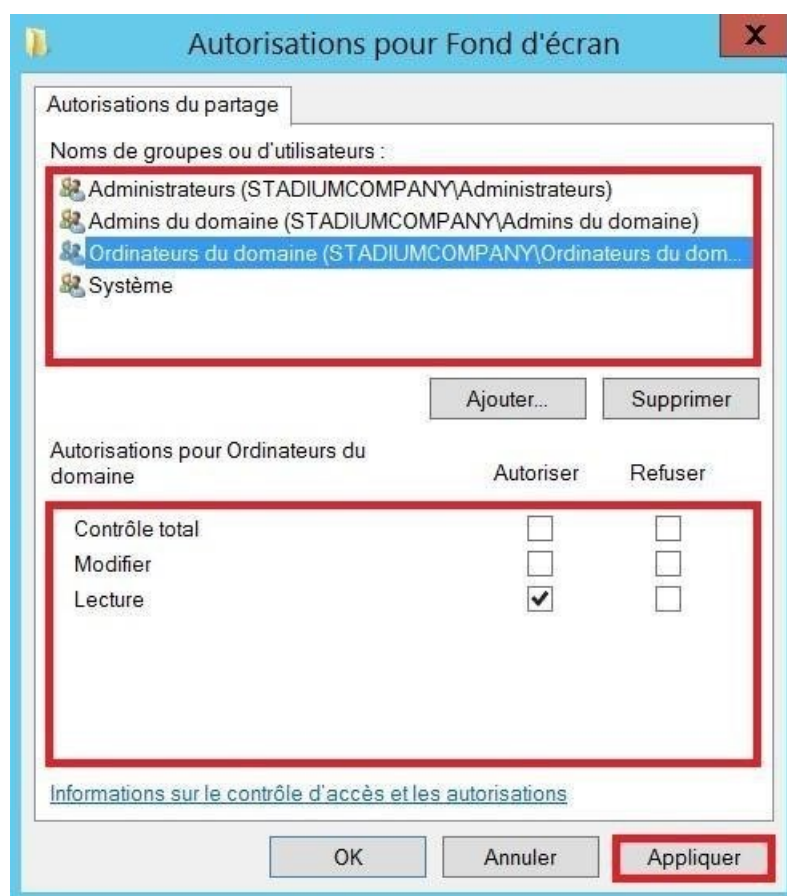 Autorisations pour Fond d'écran
X
Autorisations du partage
Noms de groupes ou d'utilisateurs :
Administrateurs (STADIUMCOMPANY\Administrateurs)
Admins du domaine (STADIUMCOMPANY\Admins du domaine)
Ordinateurs du domaine (STADIUMCOMPANY\Ordinateurs du dom...
Système
Ajouter... Supprimer
Autorisations pour Ordinateurs du
domaine Autoriser Refuser
Contrôle total
Modifier
Lecture
Informations sur le contrôle d'accès et les autorisations
OK Annuler Appliquer